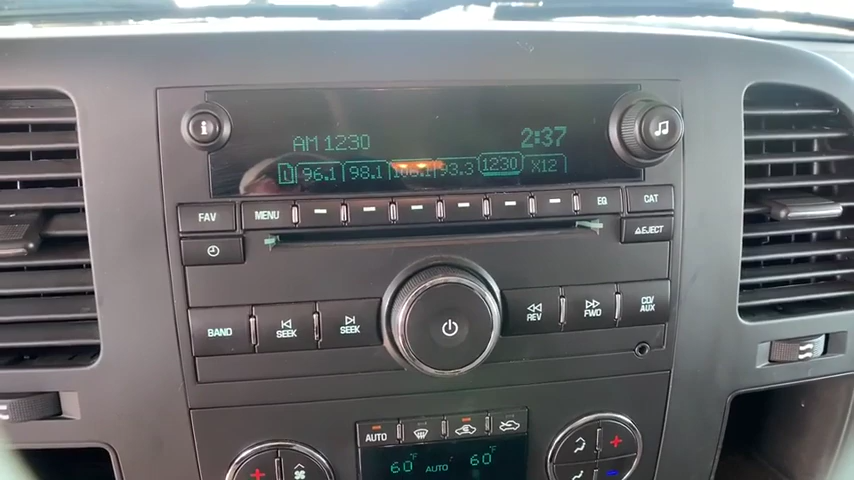 AM 1230 2:37
1 96.1 98.1 93.3 1230 X12
FAV MENU EQ CAT
EJECT
BAND SEEK SEEK REV FWD CD/AUX
AUTO
60°F AUTO 60°F